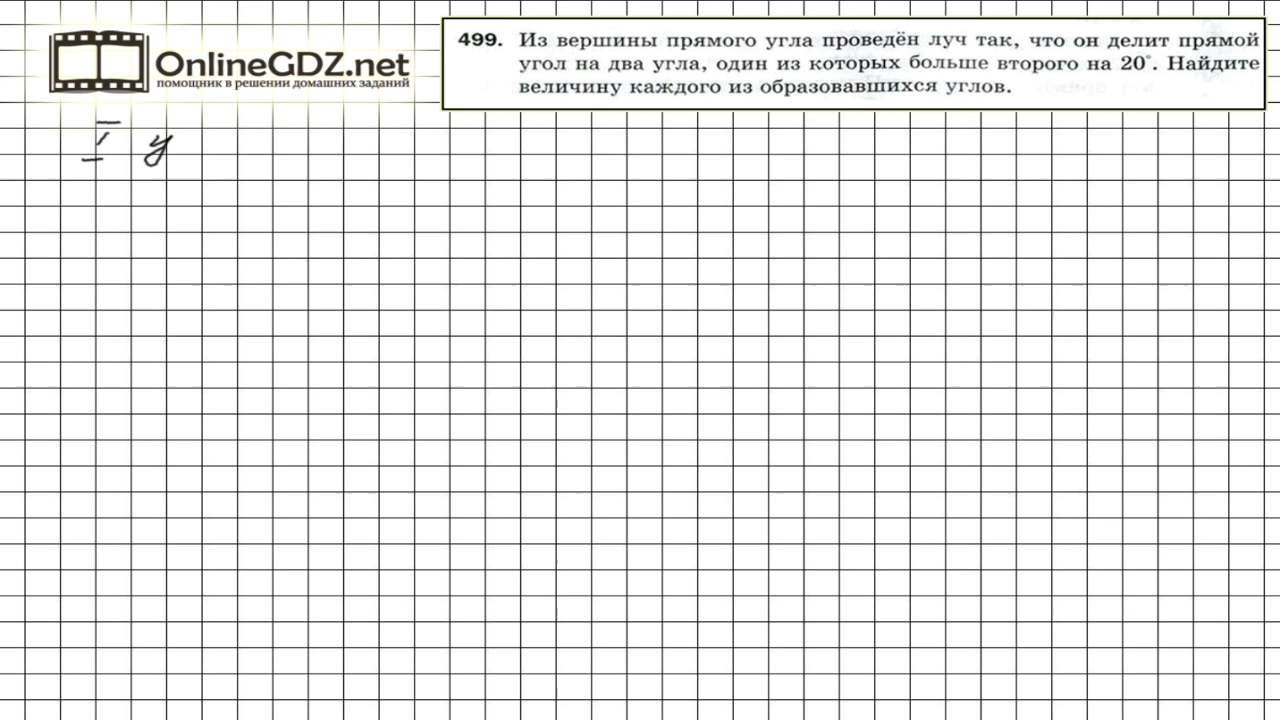 OnlineGDZ.net
помощник в решении домашних заданий
499. Из вершины прямого угла проведён луч так, что он делит прямой
угол на два угла, один из которых больше второго на 20°. Найдите
величину каждого из образовавшихся углов.
I у